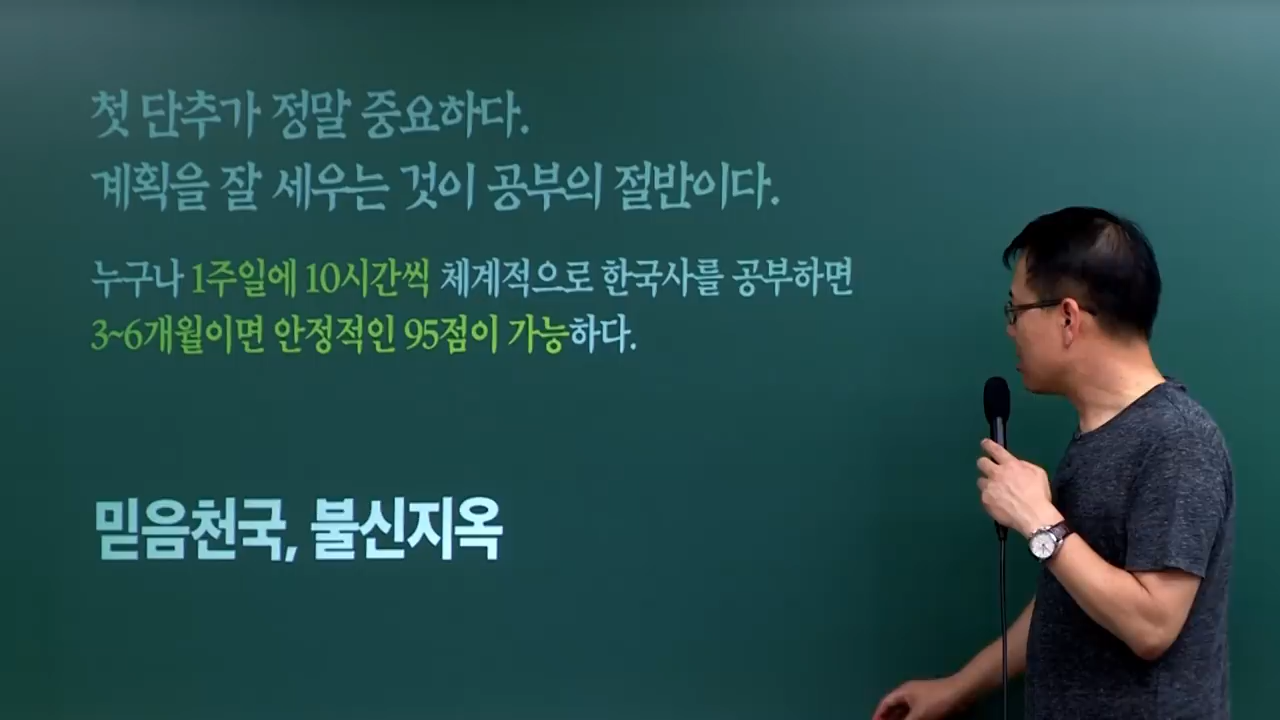 첫 단추가 정말 중요하다.
계획을 잘 세우는 것이 공부의 절반이다.
누구나 1주일에 10시간씩 체계적으로 한국사를 공부하면
3~6개월이면 안정적인 95점이 가능하다.
믿음천국, 불신지옥